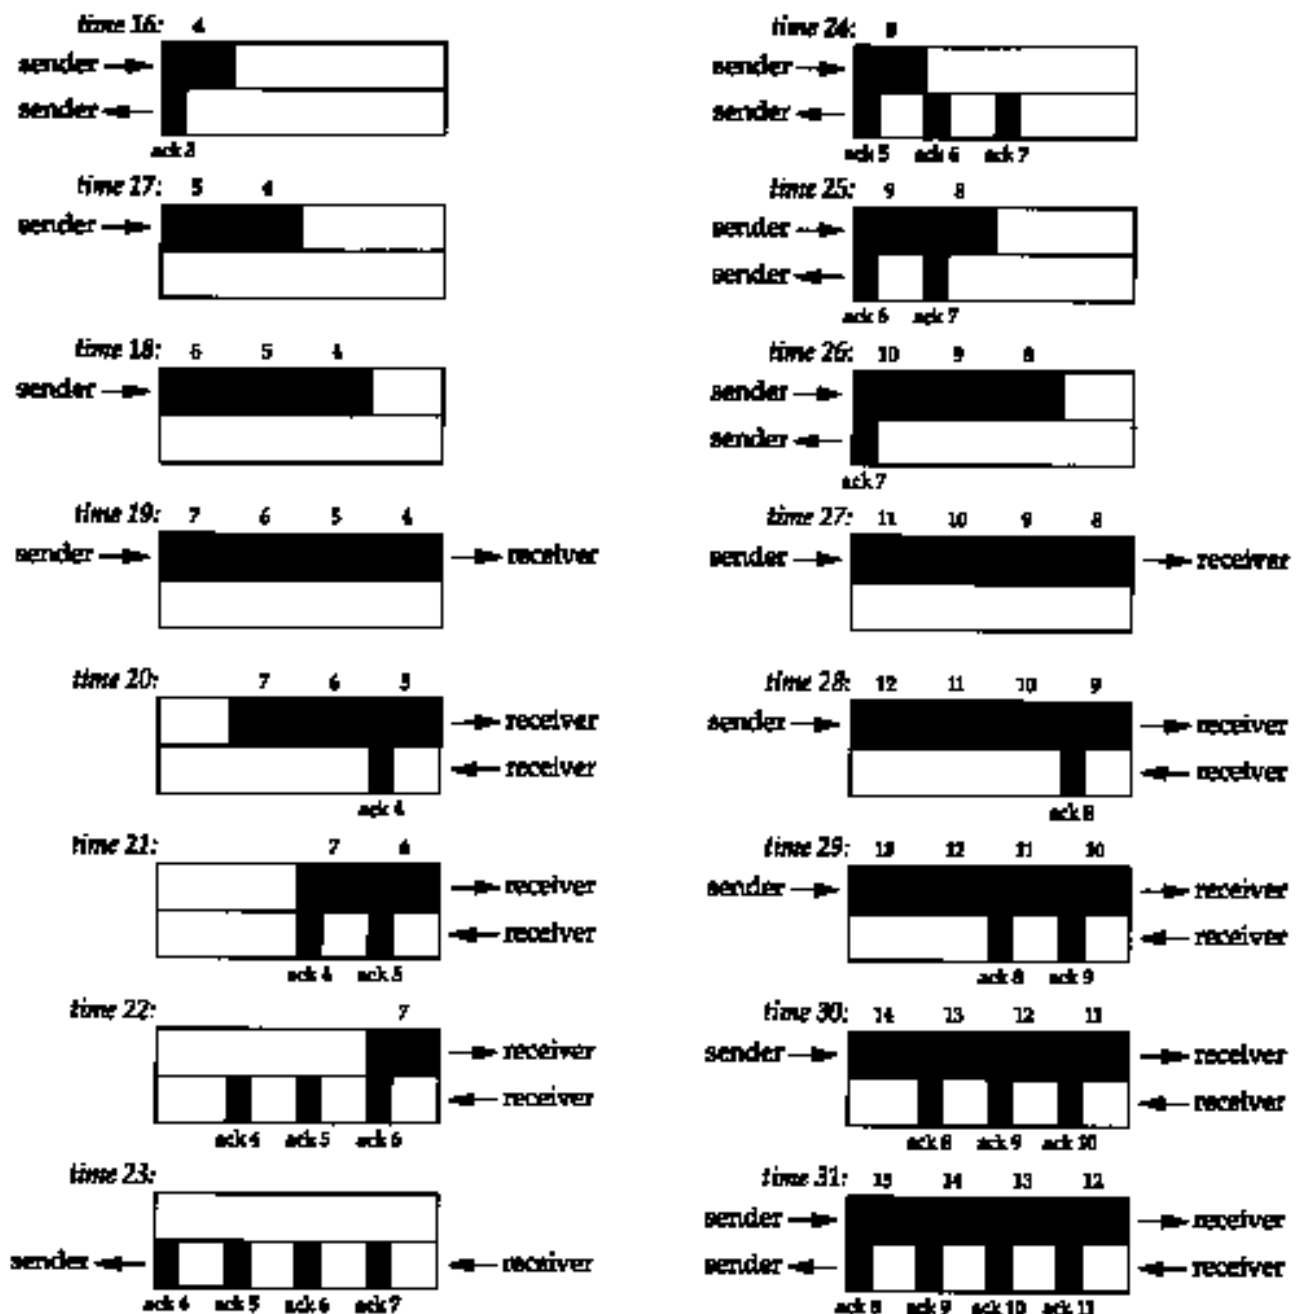 time 16: 4
sender
sender
ack 3
time 17: 5 4
sender
time 18: 6 5 4
sender
time 19: 7 6 5 4
sender receiver
time 20: 7 6 5
receiver
receiver
ack 4
time 21: 7 6
receiver
receiver
ack 4 ack 5
time 22: 7
receiver
receiver
ack 4 ack 5 ack 6
time 23:
sender receiver
ack 4 ack 5 ack 6 ack 7
time 24: 8
sender
sender
ack 5 ack 6 ack 7
time 25: 9 8
sender
sender
ack 6 ack 7
time 26: 10 9 8
sender
sender
ack 7
time 27: 11 10 9 8
sender receiver
time 28: 12 11 10 9
sender receiver
receiver
ack 8
time 29: 13 12 11 10
sender receiver
receiver
ack 8 ack 9
time 30: 14 13 12 11
sender receiver
receiver
ack 8 ack 9 ack 10
time 31: 15 14 13 12
sender receiver
sender receiver
ack 8 ack 9 ack 10 ack 11